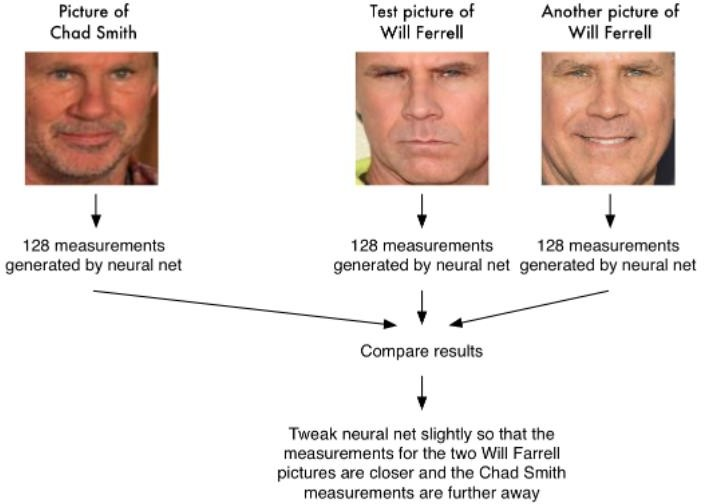 Picture of
Chad Smith
Test picture of
Will Ferrell
Another picture of
Will Ferrell
128 measurements
generated by neural net
128 measurements
generated by neural net
128 measurements
generated by neural net
Compare results
Tweak neural net slightly so that the
measurements for the two Will Farrell
pictures are closer and the Chad Smith
measurements are further away